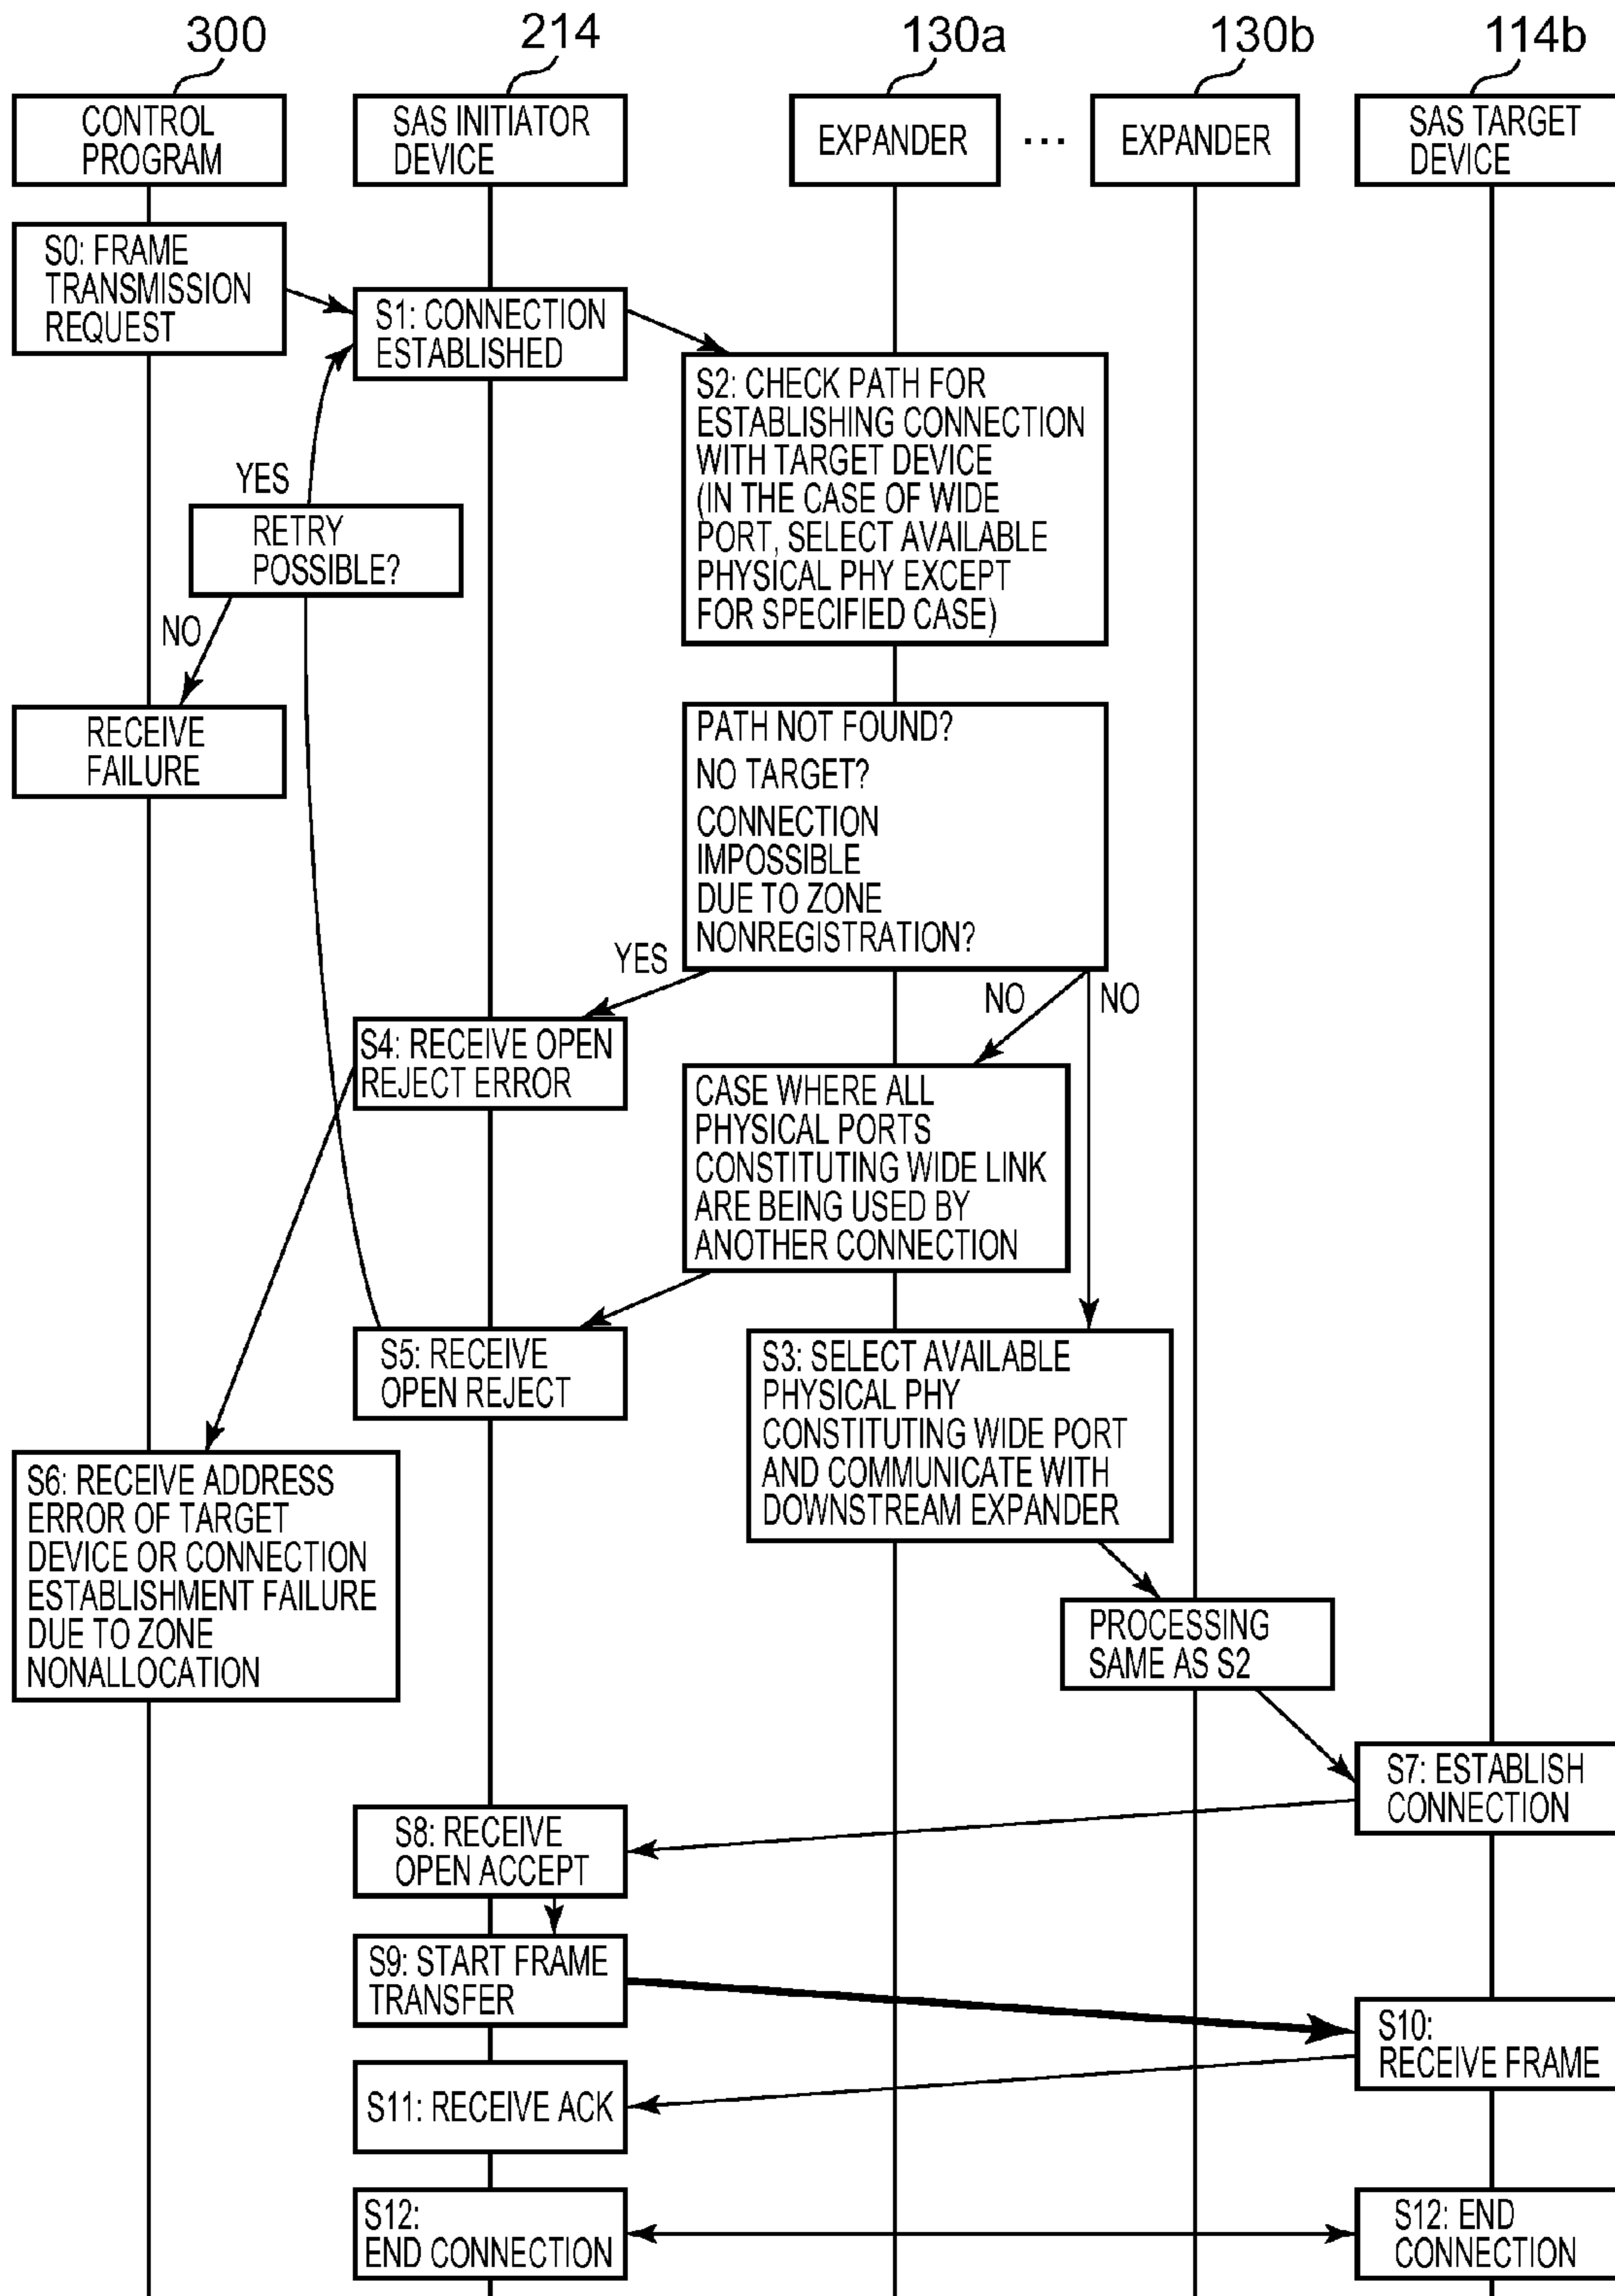 300
214
130a
130b
114b
CONTROL
PROGRAM
SAS INITIATOR
DEVICE
EXPANDER
...
EXPANDER
SAS TARGET
DEVICE
S0: FRAME
TRANSMISSION
REQUEST
S1: CONNECTION
ESTABLISHED
S2: CHECK PATH FOR
ESTABLISHING CONNECTION
WITH TARGET DEVICE
(IN THE CASE OF WIDE
PORT, SELECT AVAILABLE
PHYSICAL PHY EXCEPT
FOR SPECIFIED CASE)
YES
RETRY
POSSIBLE?
NO
RECEIVE
FAILURE
PATH NOT FOUND?
NO TARGET?
CONNECTION
IMPOSSIBLE
DUE TO ZONE
NONREGISTRATION?
YES
NO
NO
S4: RECEIVE OPEN
REJECT ERROR
CASE WHERE ALL
PHYSICAL PORTS
CONSTITUTING WIDE LINK
ARE BEING USED BY
ANOTHER CONNECTION
S5: RECEIVE
OPEN REJECT
S3: SELECT AVAILABLE
PHYSICAL PHY
CONSTITUTING WIDE PORT
AND COMMUNICATE WITH
DOWNSTREAM EXPANDER
S6: RECEIVE ADDRESS
ERROR OF TARGET
DEVICE OR CONNECTION
ESTABLISHMENT FAILURE
DUE TO ZONE
NONALLOCATION
PROCESSING
SAME AS S2
S7: ESTABLISH
CONNECTION
S8: RECEIVE
OPEN ACCEPT
S9: START FRAME
TRANSFER
S10:
RECEIVE FRAME
S11: RECEIVE ACK
S12:
END CONNECTION
S12: END
CONNECTION